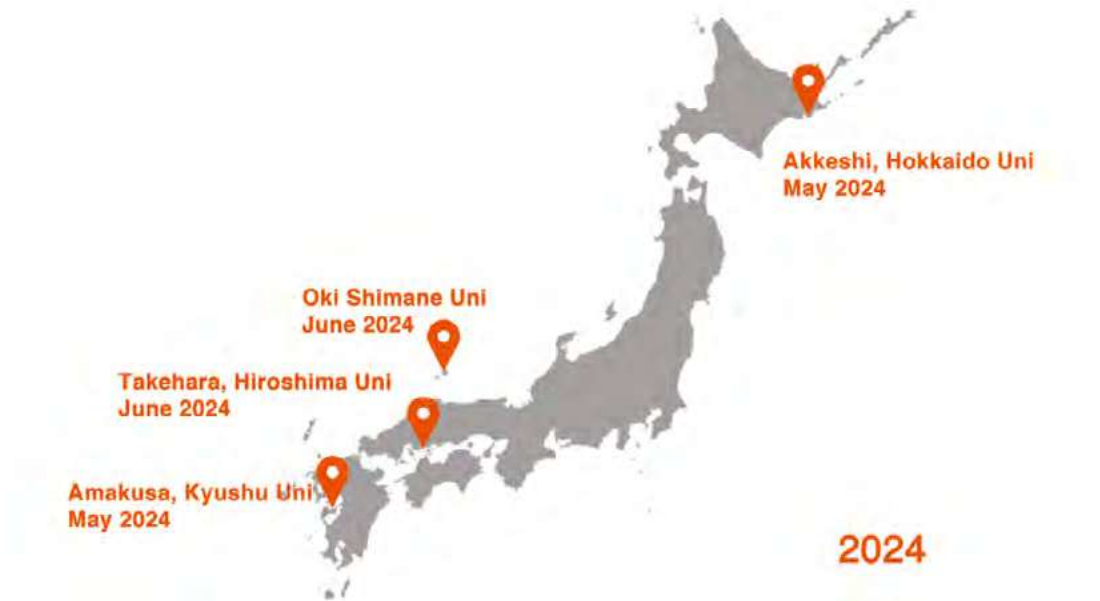 Akkeshi, Hokkaido Uni
May 2024
Oki Shimane Uni
June 2024
Takehara, Hiroshima Uni
June 2024
Amakusa, Kyushu Uni
May 2024
2024